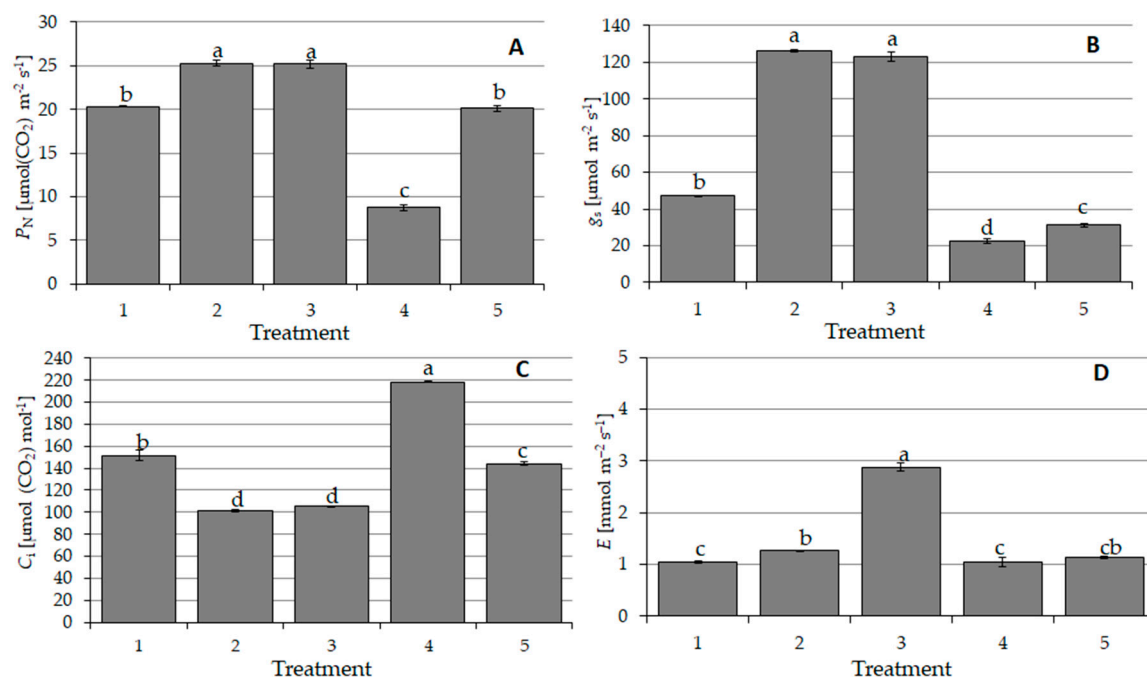 A
P_N [µmol(CO₂) m⁻² s⁻¹]
30
25
20
15
10
5
0
b
a
a
c
b
1 2 3 4 5
Treatment
B
g_s [µmol m⁻² s⁻¹]
140
120
100
80
60
40
20
0
b
a
a
d
c
1 2 3 4 5
Treatment
C
C_i [µmol (CO₂) mol⁻¹]
240
220
200
180
160
140
120
100
80
60
40
20
0
b
d
d
a
c
1 2 3 4 5
Treatment
D
E [mmol m⁻² s⁻¹]
5
4
3
2
1
0
c
b
a
c
cb
1 2 3 4 5
Treatment